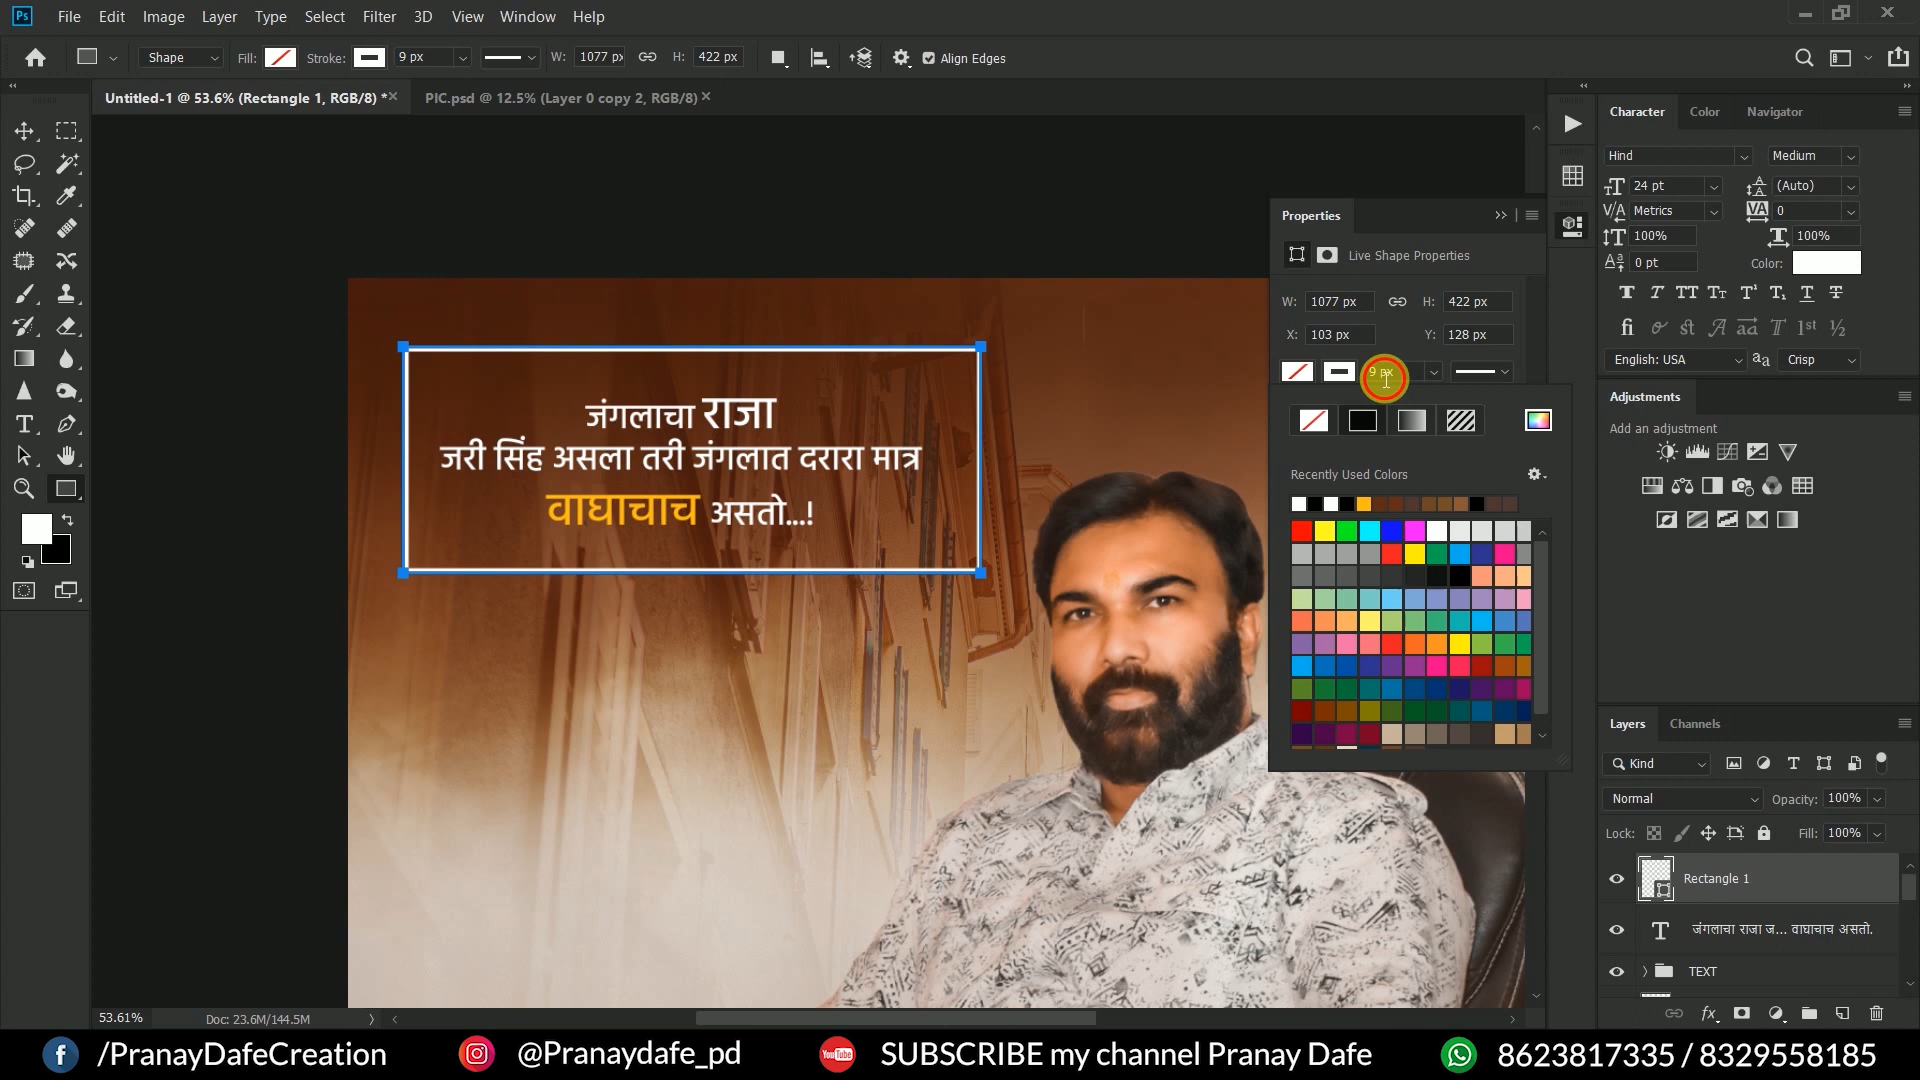 Ps File Edit Image Layer Type Select Filter 3D View Window Help
Shape Fill: Stroke: 9 px W: 1077 px H: 422 px Align Edges
Untitled-1 @ 53.6% (Rectangle 1, RGB/8) * PIC.psd @ 12.5% (Layer 0 copy 2, RGB/8)
Character Color Navigator
Hind Medium
24 pt (Auto)
Metrics 0
100% 100%
0 pt Color:
English: USA Crisp
Properties
Live Shape Properties
W: 1077 px H: 422 px
X: 103 px Y: 128 px
9 px
Recently Used Colors
Adjustments
Add an adjustment
जंगलाचा राजा
जरी सिंह असला तरी जंगलात दरारा मात्र
वाघाचाच असतो...!
Layers Channels
Kind
Normal Opacity: 100%
Lock: Fill: 100%
Rectangle 1
जंगलाचा राजा ज... वाघाचाच असतो.
TEXT
53.61% Doc: 23.6M/144.5M
/PranayDafeCreation @Pranaydafe_pd SUBSCRIBE my channel Pranay Dafe 8623817335 / 8329558185